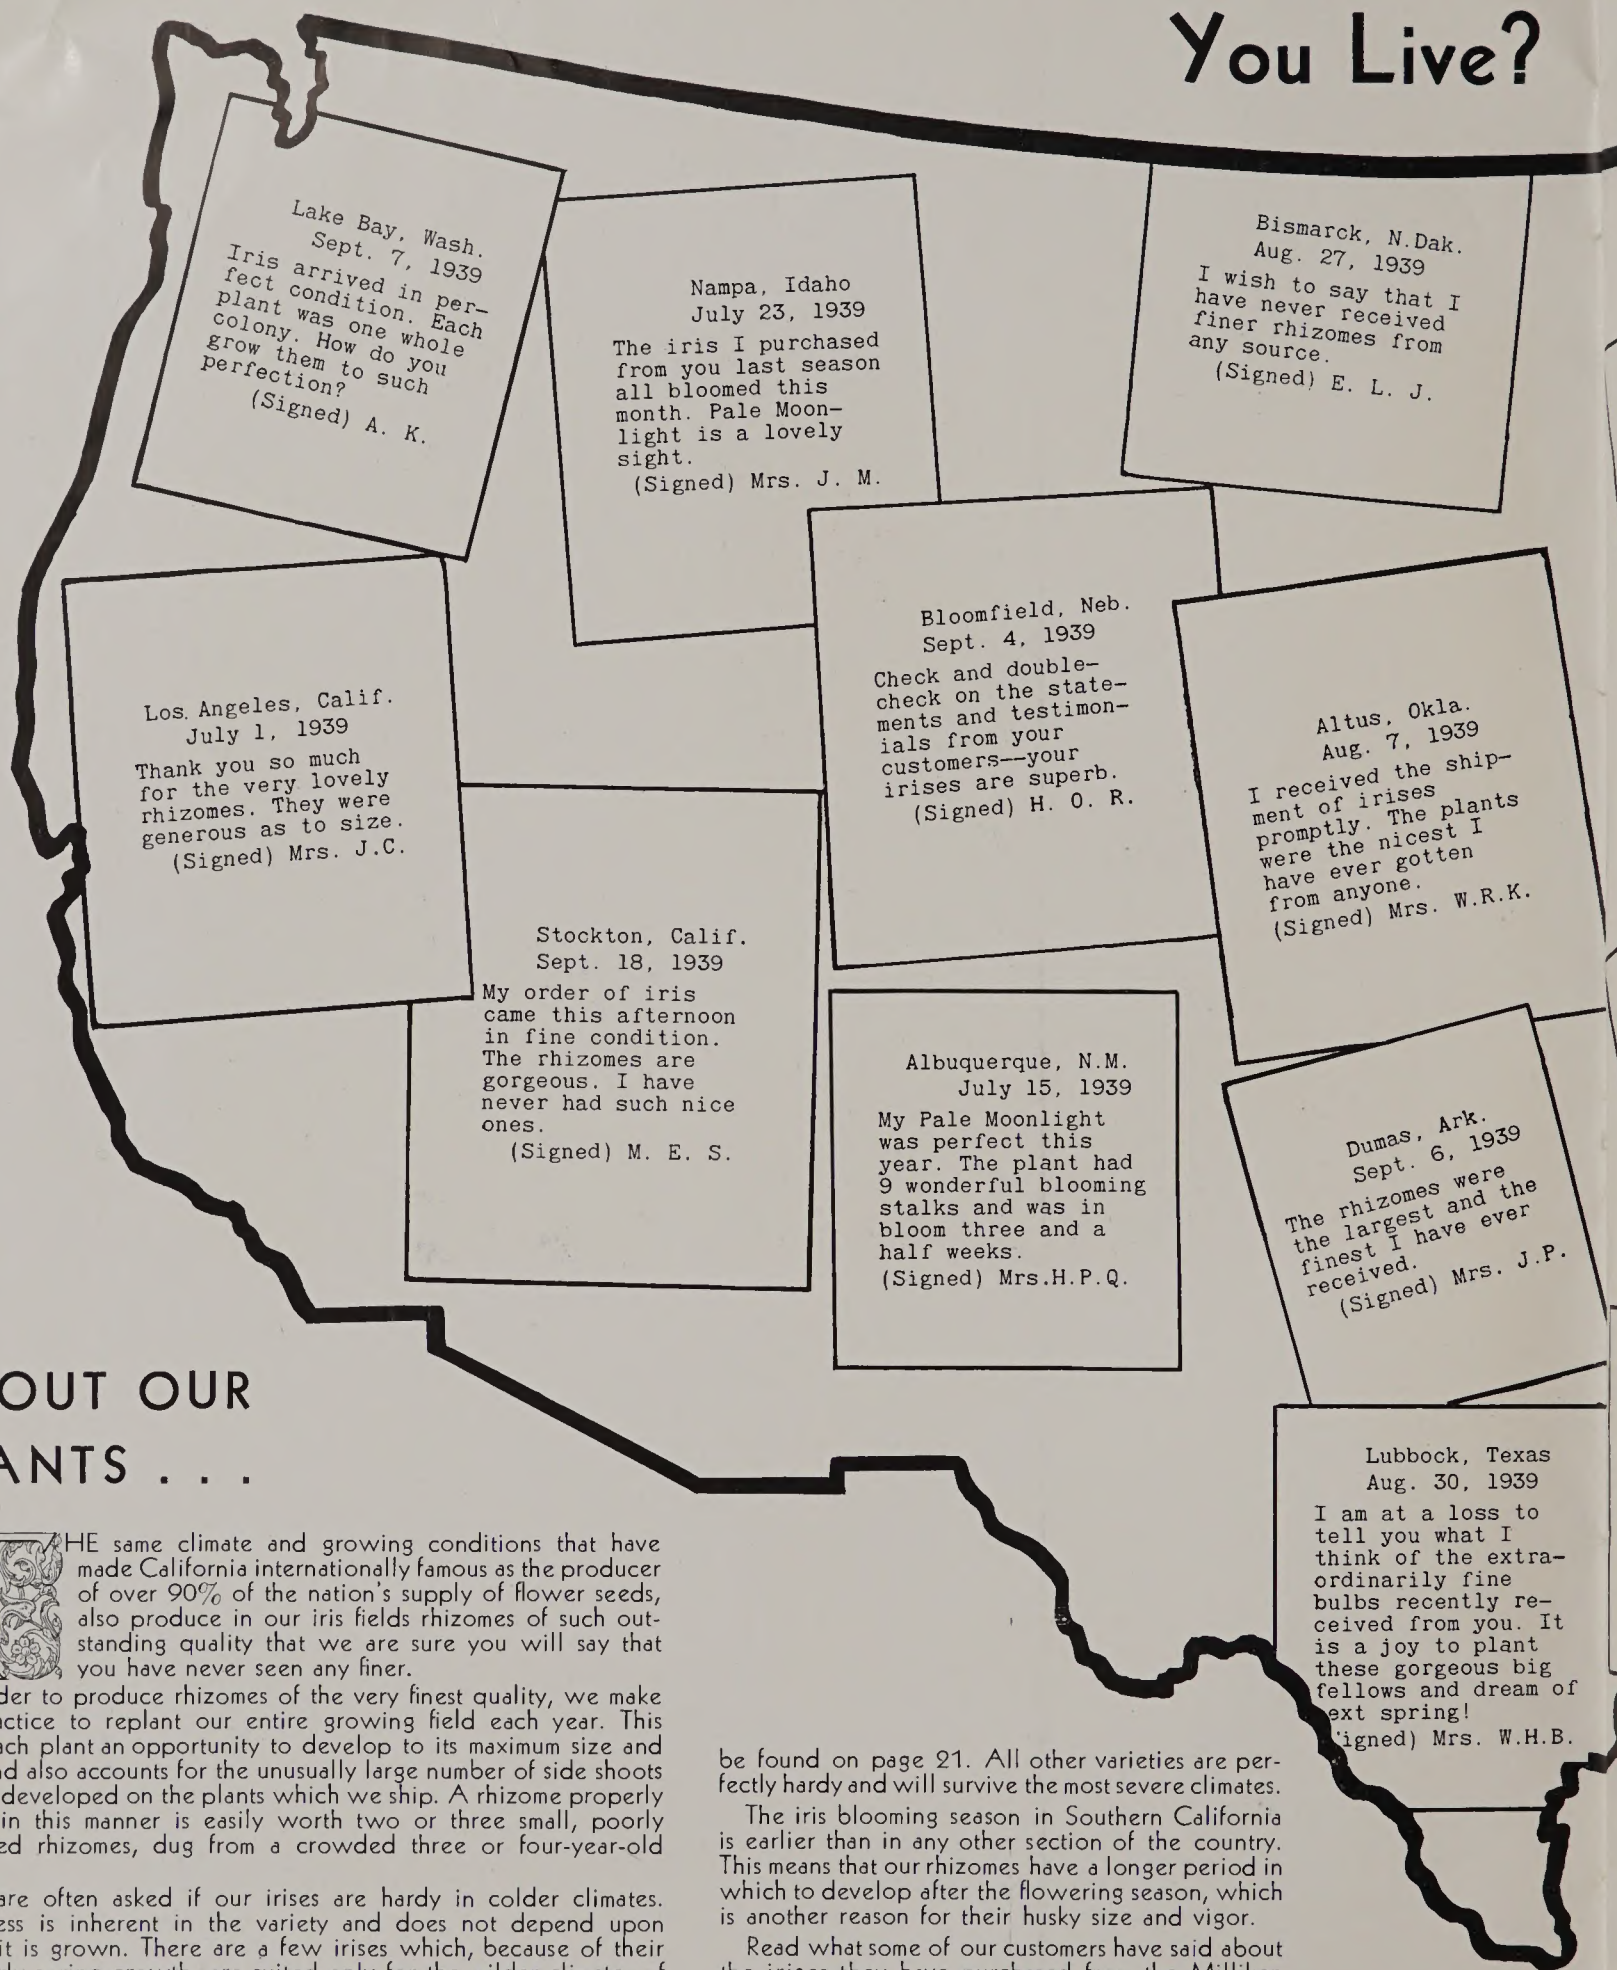 You Live?
Lake Bay, Wash.
Sept. 7, 1939
Iris arrived in per-
fect condition. Each
plant was one whole
colony. How do you
grow them to such
perfection?
(Signed) A. K.
Nampa, Idaho
July 23, 1939
The iris I purchased
from you last season
all bloomed this
month. Pale Moon-
light is a lovely
sight.
(Signed) Mrs. J. M.
Bismarck, N.Dak.
Aug. 27, 1939
I wish to say that I
have never received
finer rhizomes from
any source.
(Signed) E. L. J.
Los Angeles, Calif.
July 1, 1939
Thank you so much
for the very lovely
rhizomes. They were
generous as to size.
(Signed) Mrs. J.C.
Bloomfield, Neb.
Sept. 4, 1939
Check and double-
check on the state-
ments and testimon-
ials from your
customers--your
irises are superb.
(Signed) H. O. R.
Altus, Okla.
Aug. 7, 1939
I received the ship-
ment of irises
promptly. The plants
were the nicest I
have ever gotten
from anyone.
(Signed) Mrs. W.R.K.
Stockton, Calif.
Sept. 18, 1939
My order of iris
came this afternoon
in fine condition.
The rhizomes are
gorgeous. I have
never had such nice
ones.
(Signed) M. E. S.
Albuquerque, N.M.
July 15, 1939
My Pale Moonlight
was perfect this
year. The plant had
9 wonderful blooming
stalks and was in
bloom three and a
half weeks.
(Signed) Mrs.H.P.Q.
Dumas, Ark.
Sept. 6, 1939
The rhizomes were
the largest and the
finest I have ever
received.
(Signed) Mrs. J.P.
Lubbock, Texas
Aug. 30, 1939
I am at a loss to
tell you what I
think of the extra-
ordinarily fine
bulbs recently re-
ceived from you. It
is a joy to plant
these gorgeous big
fellows and dream of
ext spring!
igned) Mrs. W.H.B.
OUT OUR
ANTS . . .
THE same climate and growing conditions that have
made California internationally famous as the producer
of over 90% of the nation's supply of flower seeds,
also produce in our iris fields rhizomes of such out-
standing quality that we are sure you will say that
you have never seen any finer.
der to produce rhizomes of the very finest quality, we make
actice to replant our entire growing field each year. This
ach plant an opportunity to develop to its maximum size and
nd also accounts for the unusually large number of side shoots
developed on the plants which we ship. A rhizome properly
in this manner is easily worth two or three small, poorly
ed rhizomes, dug from a crowded three or four-year-old
are often asked if our irises are hardy in colder climates.
ess is inherent in the variety and does not depend upon
it is grown. There are a few irises which, because of their
be found on page 21. All other varieties are per-
fectly hardy and will survive the most severe climates.
The iris blooming season in Southern California
is earlier than in any other section of the country.
This means that our rhizomes have a longer period in
which to develop after the flowering season, which
is another reason for their husky size and vigor.
Read what some of our customers have said about